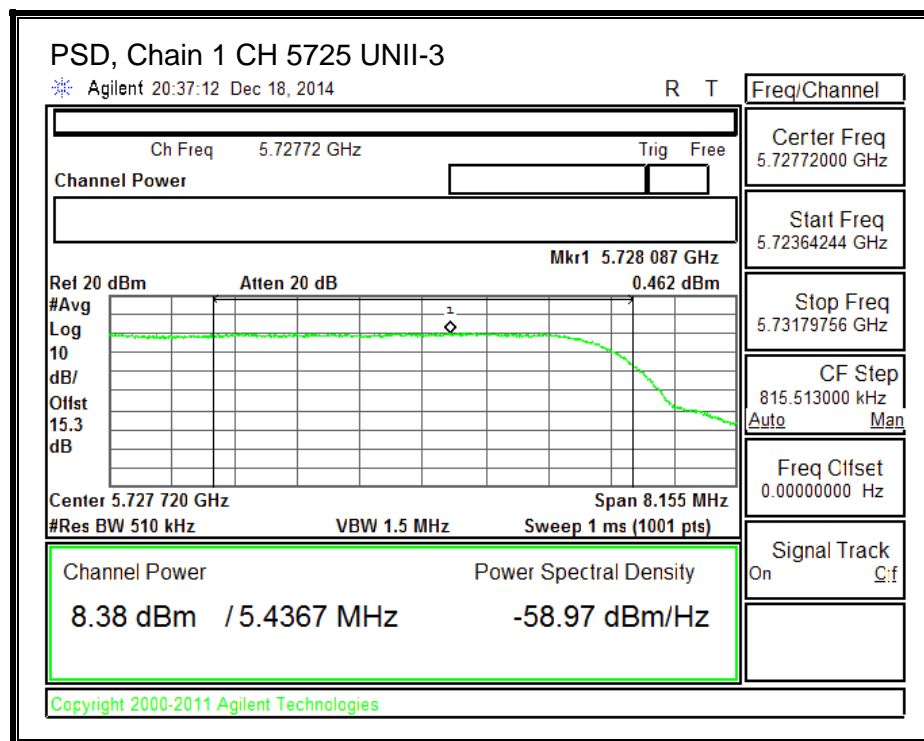 PSD, Chain 1 CH 5725 UNII-3
Agilent 20:37:12 Dec 18, 2014 R T
Freq/Channel
Ch Freq 5.72772 GHz Trig Free
Channel Power
Center Freq
5.72772000 GHz
Start Freq
5.72364244 GHz
Mkr1 5.728 087 GHz
Ref 20 dBm Atten 20 dB 0.462 dBm
#Avg
Log
10
dB/
Offst
15.3
dB
1
Stop Freq
5.73179756 GHz
CF Step
815.513000 kHz
Auto Man
Freq Offset
0.00000000 Hz
Center 5.727 720 GHz Span 8.155 MHz
#Res BW 510 kHz VBW 1.5 MHz Sweep 1 ms (1001 pts)
Signal Track
On Off
Channel Power Power Spectral Density
8.38 dBm / 5.4367 MHz -58.97 dBm/Hz
Copyright 2000-2011 Agilent Technologies